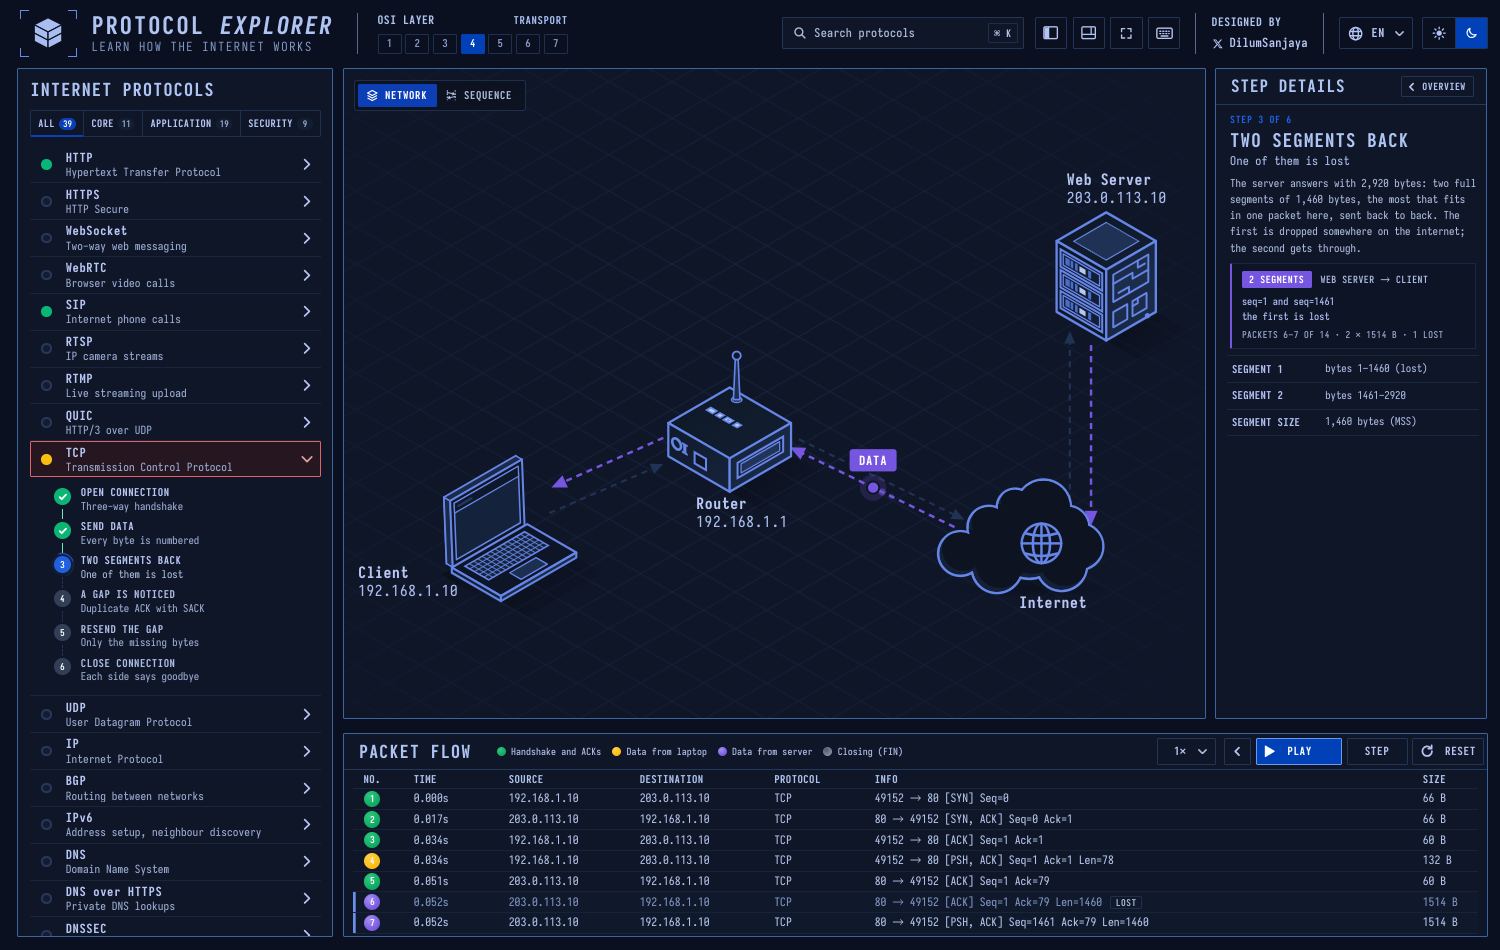 PROTOCOL EXPLORER
LEARN HOW THE INTERNET WORKS
OSI LAYER TRANSPORT
1 2 3 4 5 6 7
Search protocols ⌘ K
DESIGNED BY
DilumSanjaya
EN
INTERNET PROTOCOLS
ALL 39 CORE 11 APPLICATION 19 SECURITY 9
HTTP
Hypertext Transfer Protocol
HTTPS
HTTP Secure
WebSocket
Two-way web messaging
WebRTC
Browser video calls
SIP
Internet phone calls
RTSP
IP camera streams
RTMP
Live streaming upload
QUIC
HTTP/3 over UDP
TCP
Transmission Control Protocol
OPEN CONNECTION
Three-way handshake
SEND DATA
Every byte is numbered
3 TWO SEGMENTS BACK
One of them is lost
4 A GAP IS NOTICED
Duplicate ACK with SACK
5 RESEND THE GAP
Only the missing bytes
6 CLOSE CONNECTION
Each side says goodbye
UDP
User Datagram Protocol
IP
Internet Protocol
BGP
Routing between networks
IPv6
Address setup, neighbour discovery
DNS
Domain Name System
DNS over HTTPS
Private DNS lookups
DNSSEC
NETWORK SEQUENCE
Web Server
203.0.113.10
DATA
Router
192.168.1.1
Client
192.168.1.10
Internet
STEP DETAILS OVERVIEW
STEP 3 OF 6
TWO SEGMENTS BACK
One of them is lost
The server answers with 2,920 bytes: two full
segments of 1,460 bytes, the most that fits
in one packet here, sent back to back. The
first is dropped somewhere on the internet;
the second gets through.
2 SEGMENTS WEB SERVER → CLIENT
seq=1 and seq=1461
the first is lost
PACKETS 6–7 OF 14 · 2 × 1514 B · 1 LOST
SEGMENT 1 bytes 1–1460 (lost)
SEGMENT 2 bytes 1461–2920
SEGMENT SIZE 1,460 bytes (MSS)
PACKET FLOW
Handshake and ACKs Data from laptop Data from server Closing (FIN)
1× PLAY STEP RESET
NO. TIME SOURCE DESTINATION PROTOCOL INFO SIZE
1 0.000s 192.168.1.10 203.0.113.10 TCP 49152 → 80 [SYN] Seq=0 66 B
2 0.017s 203.0.113.10 192.168.1.10 TCP 80 → 49152 [SYN, ACK] Seq=0 Ack=1 66 B
3 0.034s 192.168.1.10 203.0.113.10 TCP 49152 → 80 [ACK] Seq=1 Ack=1 60 B
4 0.034s 192.168.1.10 203.0.113.10 TCP 49152 → 80 [PSH, ACK] Seq=1 Ack=1 Len=78 132 B
5 0.051s 203.0.113.10 192.168.1.10 TCP 80 → 49152 [ACK] Seq=1 Ack=79 60 B
6 0.052s 203.0.113.10 192.168.1.10 TCP 80 → 49152 [ACK] Seq=1 Ack=79 Len=1460 LOST 1514 B
7 0.052s 203.0.113.10 192.168.1.10 TCP 80 → 49152 [PSH, ACK] Seq=1461 Ack=79 Len=1460 1514 B